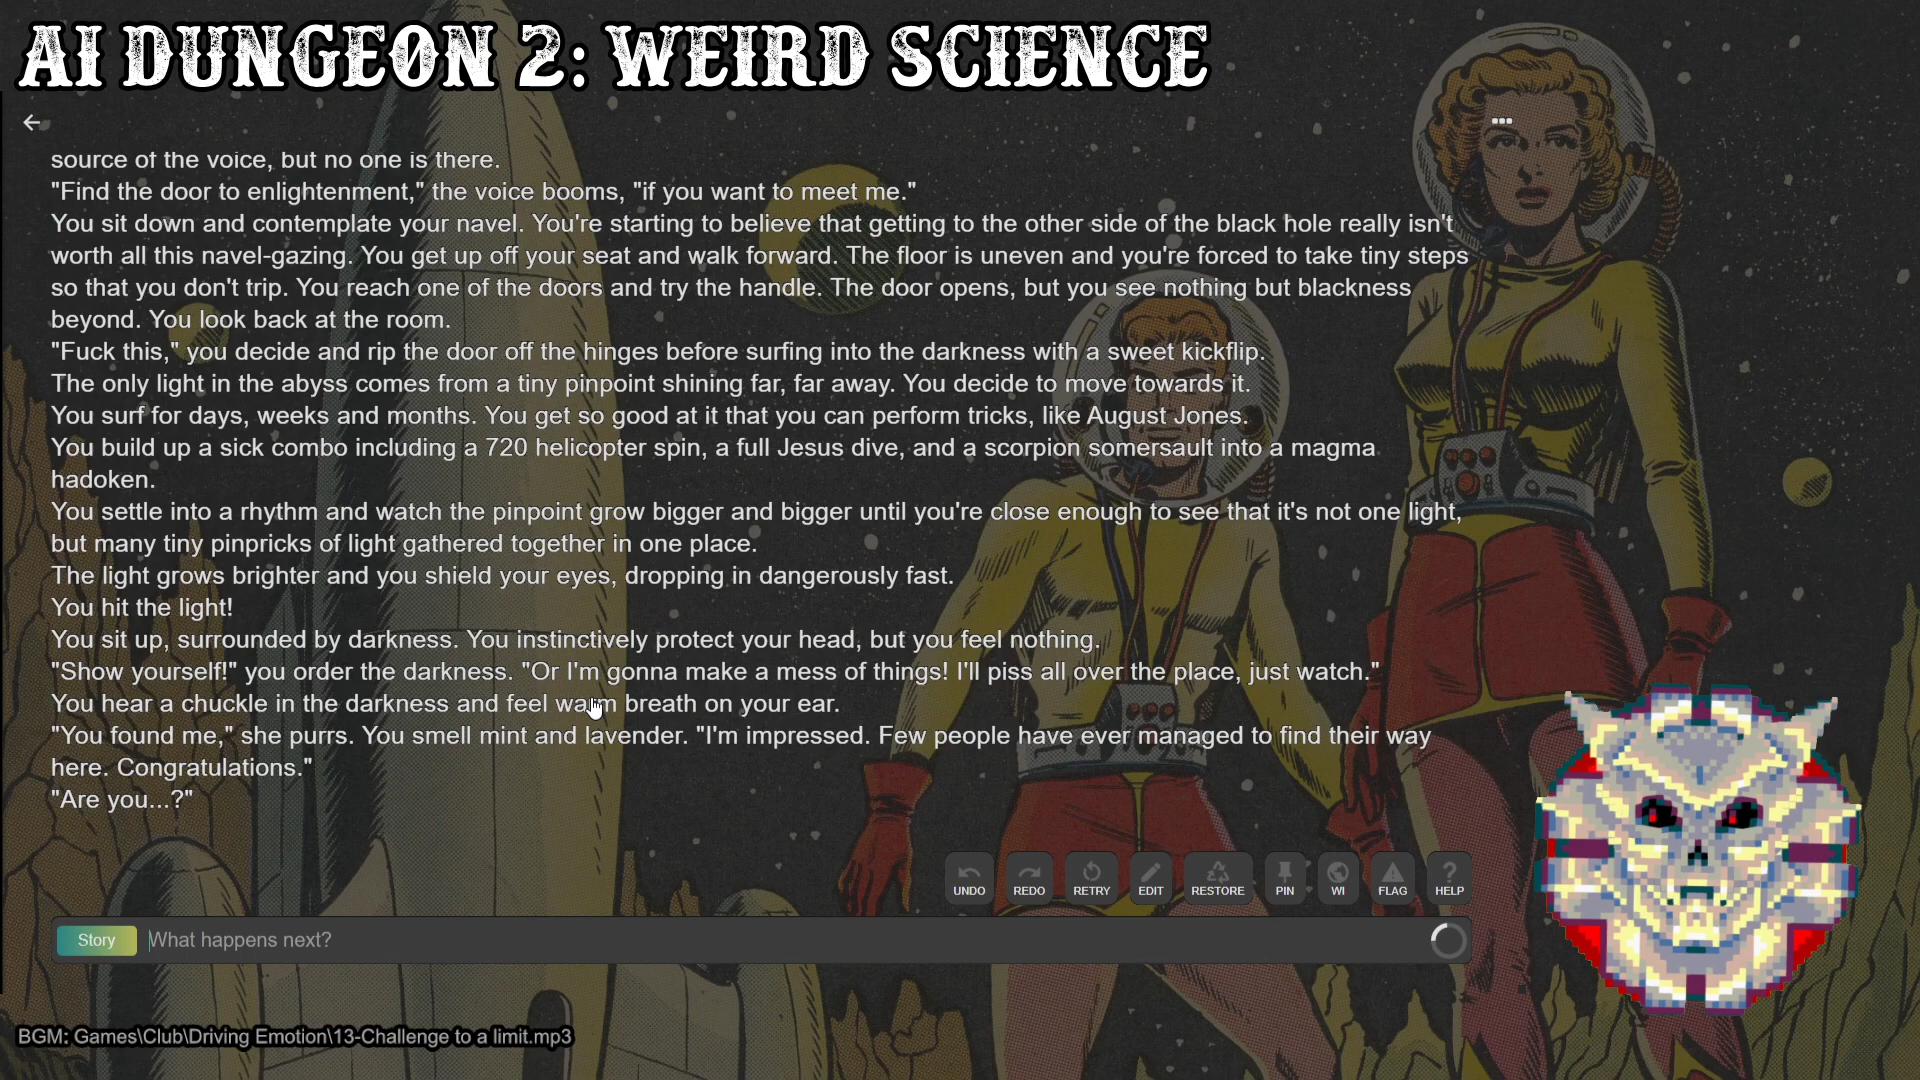 AI DUNGEON 2: WEIRD SCIENCE
source of the voice, but no one is there.
"Find the door to enlightenment," the voice booms, "if you want to meet me."
You sit down and contemplate your navel. You're starting to believe that getting to the other side of the black hole really isn't
worth all this navel-gazing. You get up off your seat and walk forward. The floor is uneven and you're forced to take tiny steps
so that you don't trip. You reach one of the doors and try the handle. The door opens, but you see nothing but blackness
beyond. You look back at the room.
"Fuck this," you decide and rip the door off the hinges before surfing into the darkness with a sweet kickflip.
The only light in the abyss comes from a tiny pinpoint shining far, far away. You decide to move towards it.
You surf for days, weeks and months. You get so good at it that you can perform tricks, like August Jones.
You build up a sick combo including a 720 helicopter spin, a full Jesus dive, and a scorpion somersault into a magma
hadoken.
You settle into a rhythm and watch the pinpoint grow bigger and bigger until you're close enough to see that it's not one light,
but many tiny pinpricks of light gathered together in one place.
The light grows brighter and you shield your eyes, dropping in dangerously fast.
You hit the light!
You sit up, surrounded by darkness. You instinctively protect your head, but you feel nothing.
"Show yourself!" you order the darkness. "Or I'm gonna make a mess of things! I'll piss all over the place, just watch."
You hear a chuckle in the darkness and feel warm breath on your ear.
"You found me," she purrs. You smell mint and lavender. "I'm impressed. Few people have ever managed to find their way
here. Congratulations."
"Are you...?"
UNDO REDO RETRY EDIT RESTORE PIN WI FLAG HELP
Story What happens next?
BGM: Games\Club\Driving Emotion\13-Challenge to a limit.mp3